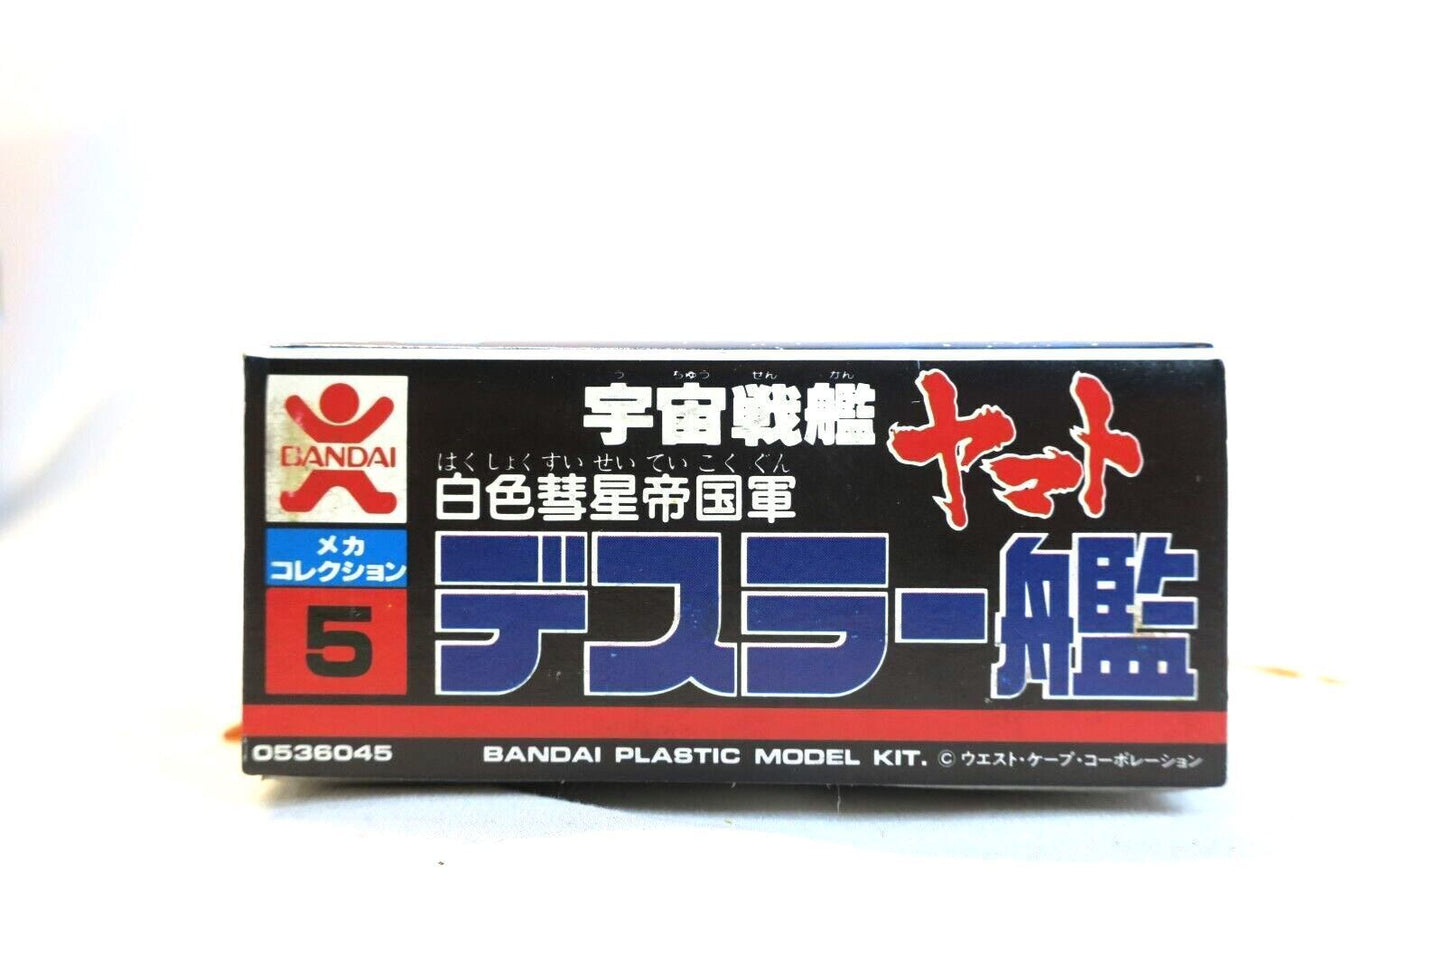 BANDAI
メカ
コレクション
5
う ちゅう せん かん
宇宙戦艦ヤマト
はくしょくすいせいていこくぐん
白色彗星帝国軍
デスラー艦
0536045
BANDAI PLASTIC MODEL KIT. ©ウエスト・ケープ・コーポレーション